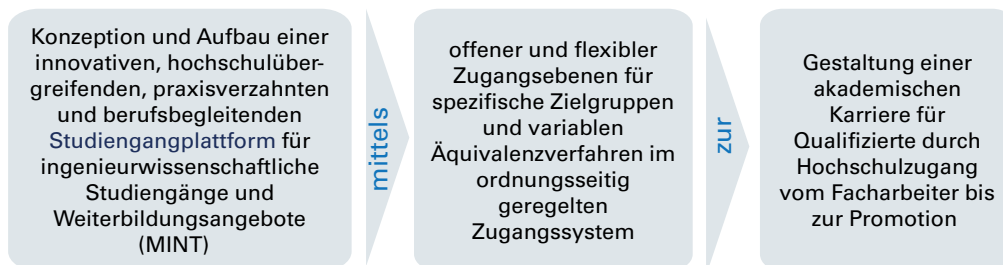 Konzeption und Aufbau einer
innovativen, hochschulüber-
greifenden, praxisverzahnten
und berufsbegleitenden
Studiengangplattform für
ingenieurwissenschaftliche
Studiengänge und
Weiterbildungsangebote
(MINT)
mittels
offener und flexibler
Zugangsebenen für
spezifische Zielgruppen
und variablen
Äquivalenzverfahren im
ordnungsseitig
geregelten
Zugangssystem
zur
Gestaltung einer
akademischen
Karriere für
Qualifizierte durch
Hochschulzugang
vom Facharbeiter bis
zur Promotion